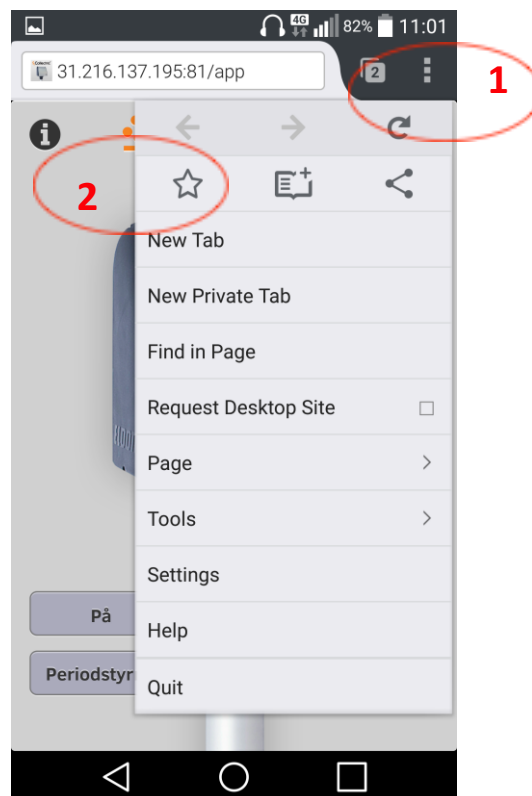 4G 82% 11:01
31.216.137.195:81/app 2
1
2
New Tab
New Private Tab
Find in Page
Request Desktop Site
Page
Tools
Settings
På
Help
Periodstyr
Quit